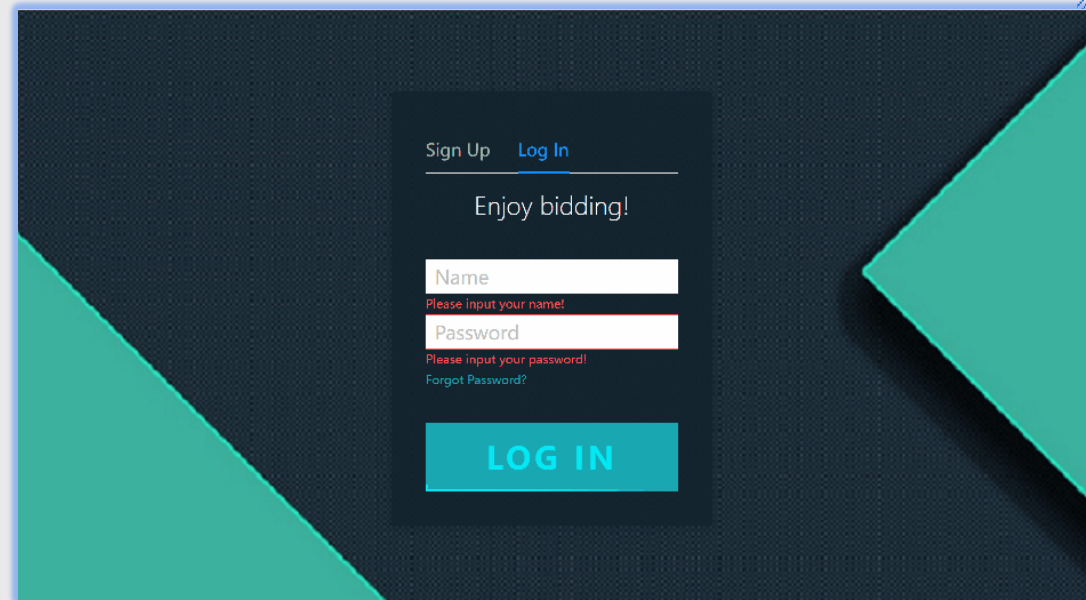 Sign Up Log In
Enjoy bidding!
Name
Please input your name!
Password
Please input your password!
Forgot Password?
LOG IN